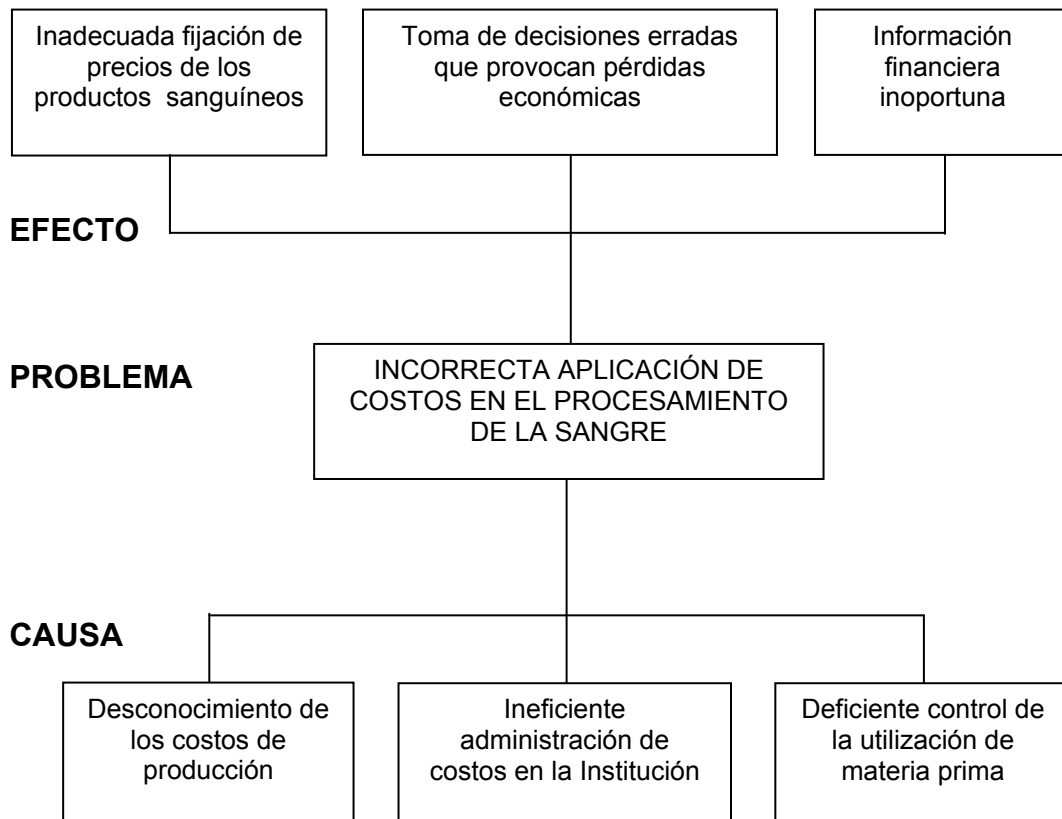 Inadecuada fijación de
precios de los
productos sanguíneos
Toma de decisiones erradas
que provocan pérdidas
económicas
Información
financiera
inoportuna
EFECTO
PROBLEMA
INCORRECTA APLICACIÓN DE
COSTOS EN EL PROCESAMIENTO
DE LA SANGRE
CAUSA
Desconocimiento de
los costos de
producción
Ineficiente
administración de
costos en la Institución
Deficiente control de
la utilización de
materia prima